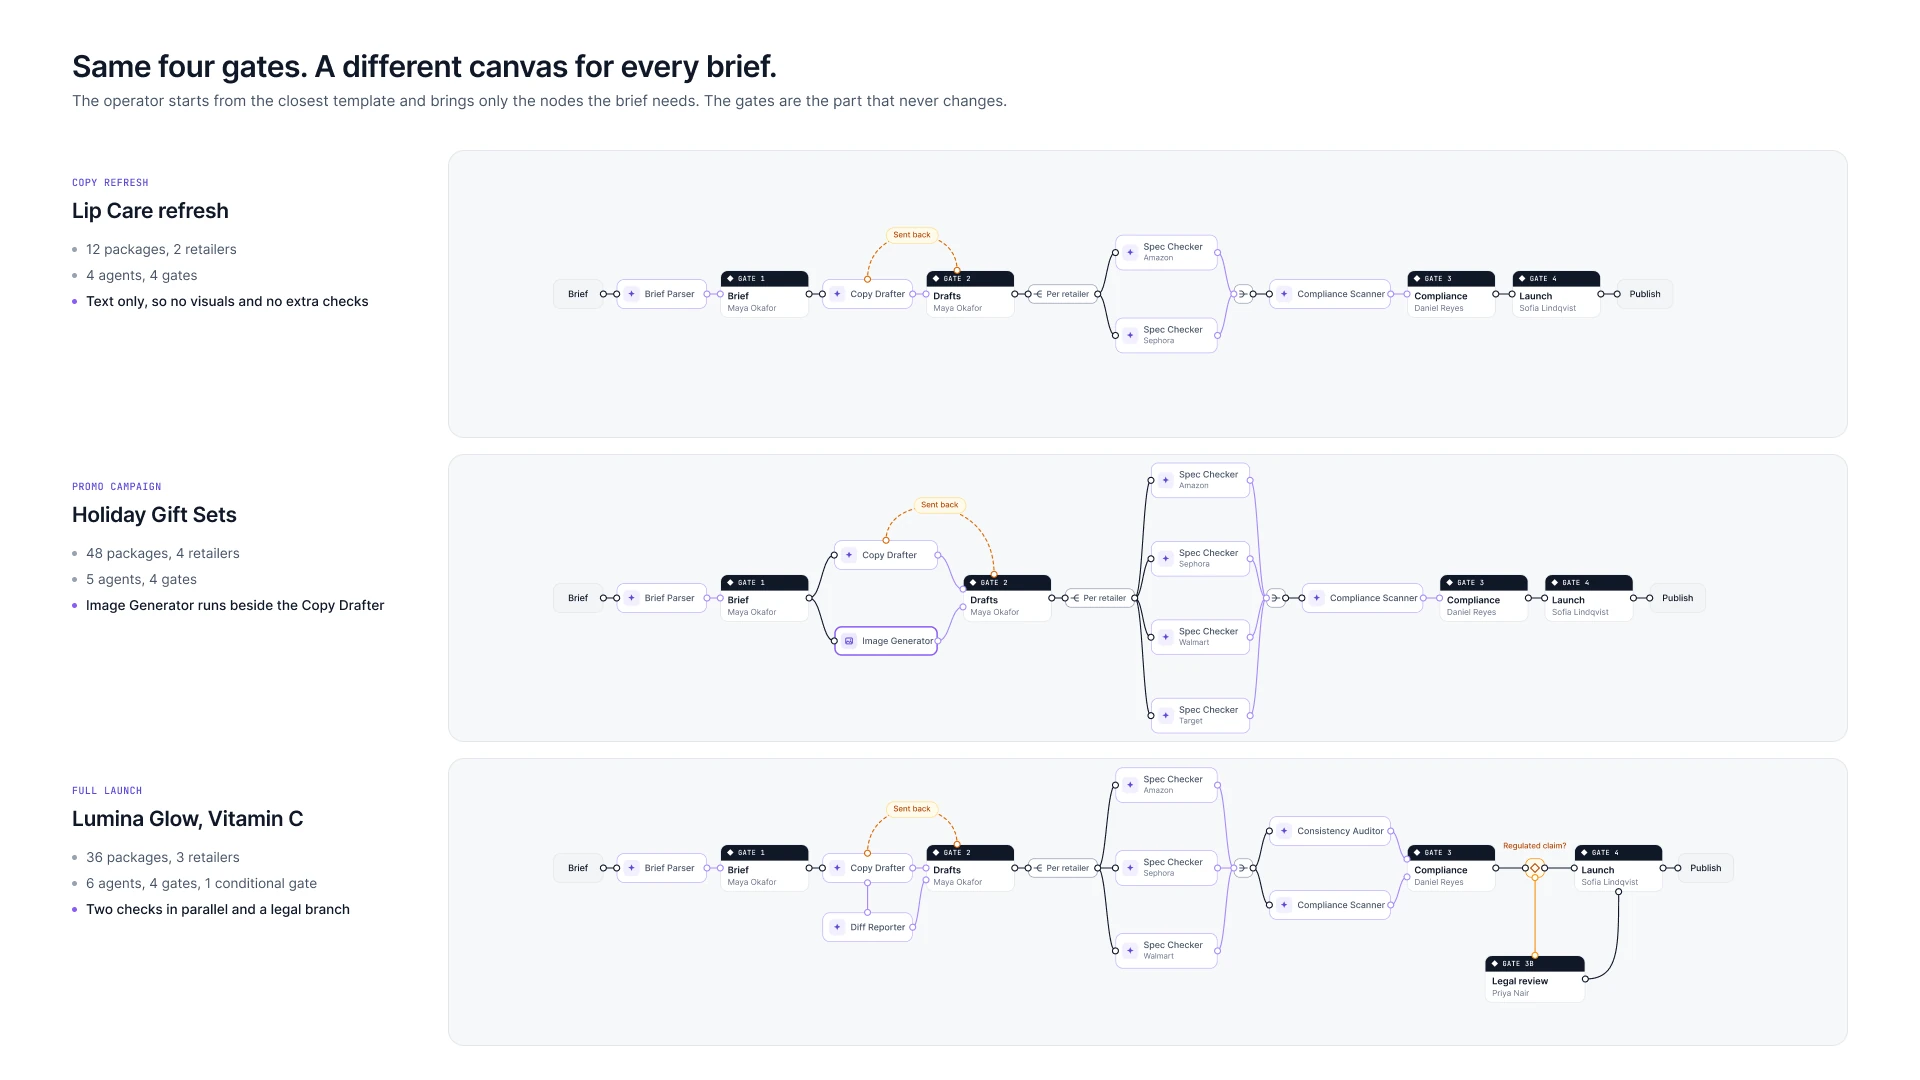 Same four gates. A different canvas for every brief.
The operator starts from the closest template and brings only the nodes the brief needs. The gates are the part that never changes.
COPY REFRESH
Lip Care refresh
12 packages, 2 retailers
4 agents, 4 gates
Text only, so no visuals and no extra checks
Brief
Brief Parser
GATE 1
Brief
Maya Okafor
Sent back
Copy Drafter
GATE 2
Drafts
Maya Okafor
Per retailer
Spec Checker
Amazon
Spec Checker
Sephora
Compliance Scanner
GATE 3
Compliance
Daniel Reyes
GATE 4
Launch
Sofia Lindqvist
Publish
PROMO CAMPAIGN
Holiday Gift Sets
48 packages, 4 retailers
5 agents, 4 gates
Image Generator runs beside the Copy Drafter
Brief
Brief Parser
GATE 1
Brief
Maya Okafor
Sent back
Copy Drafter
Image Generator
GATE 2
Drafts
Maya Okafor
Per retailer
Spec Checker
Amazon
Spec Checker
Sephora
Spec Checker
Walmart
Spec Checker
Target
Compliance Scanner
GATE 3
Compliance
Daniel Reyes
GATE 4
Launch
Sofia Lindqvist
Publish
FULL LAUNCH
Lumina Glow, Vitamin C
36 packages, 3 retailers
6 agents, 4 gates, 1 conditional gate
Two checks in parallel and a legal branch
Brief
Brief Parser
GATE 1
Brief
Maya Okafor
Sent back
Copy Drafter
Diff Reporter
GATE 2
Drafts
Maya Okafor
Per retailer
Spec Checker
Amazon
Spec Checker
Sephora
Spec Checker
Walmart
Consistency Auditor
Compliance Scanner
GATE 3
Compliance
Daniel Reyes
Regulated claim?
GATE 3B
Legal review
Priya Nair
GATE 4
Launch
Sofia Lindqvist
Publish